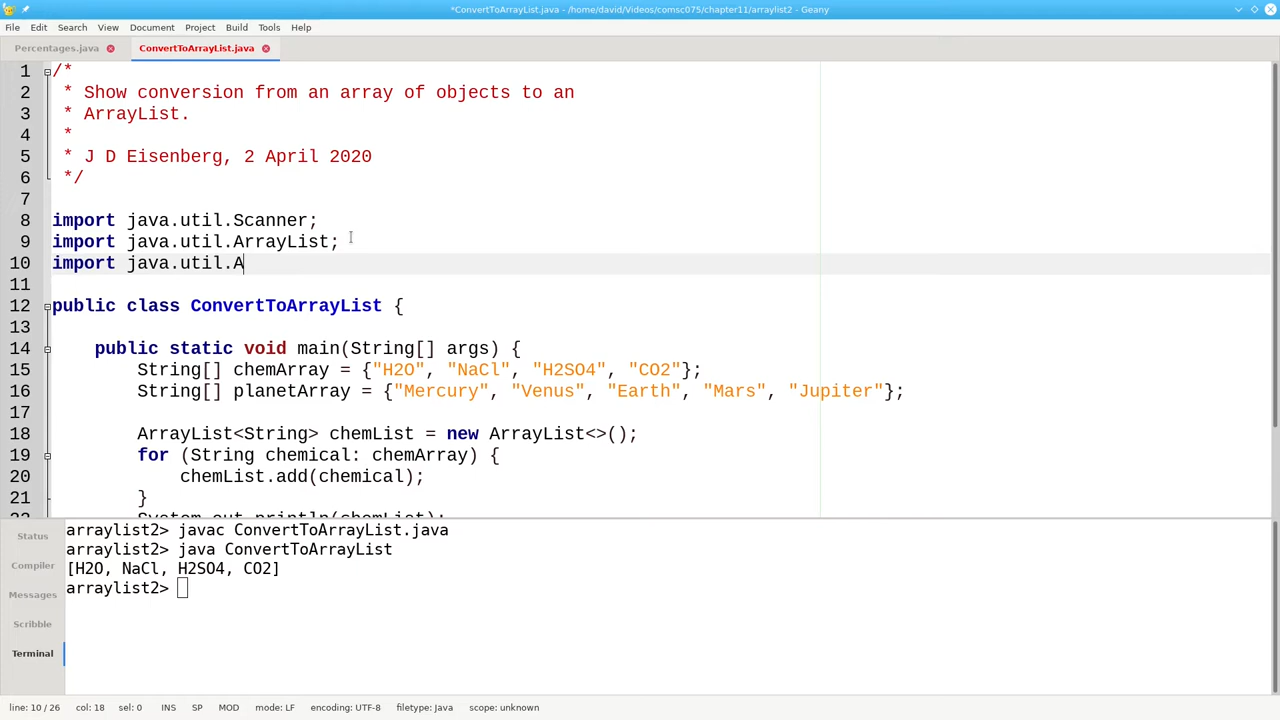 *ConvertToArrayList.java - /home/david/Videos/comsc075/chapter11/arraylist2 - Geany
File Edit Search View Document Project Build Tools Help
Percentages.java ConvertToArrayList.java
1 /*
2  * Show conversion from an array of objects to an
3  * ArrayList.
4  *
5  * J D Eisenberg, 2 April 2020
6  */
7
8 import java.util.Scanner;
9 import java.util.ArrayList;
10 import java.util.A
11
12 public class ConvertToArrayList {
13
14     public static void main(String[] args) {
15         String[] chemArray = {"H2O", "NaCl", "H2SO4", "CO2"};
16         String[] planetArray = {"Mercury", "Venus", "Earth", "Mars", "Jupiter"};
17
18         ArrayList<String> chemList = new ArrayList<>();
19         for (String chemical: chemArray) {
20             chemList.add(chemical);
21         }
22         System.out.println(chemList);
Status
Compiler
Messages
Scribble
Terminal
arraylist2> javac ConvertToArrayList.java
arraylist2> java ConvertToArrayList
[H2O, NaCl, H2SO4, CO2]
arraylist2>
line: 10 / 26 col: 18 sel: 0 INS SP MOD mode: LF encoding: UTF-8 filetype: Java scope: unknown